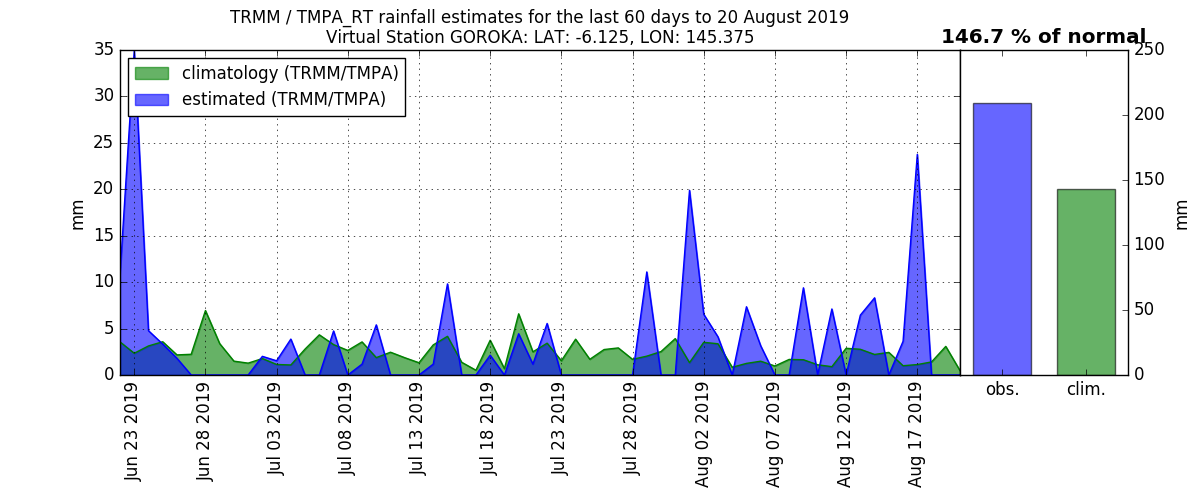 TRMM / TMPA_RT rainfall estimates for the last 60 days to 20 August 2019
Virtual Station GOROKA: LAT: -6.125, LON: 145.375
146.7 % of normal
climatology (TRMM/TMPA)
estimated (TRMM/TMPA)
35
30
25
20
15
10
5
0
mm
Jun 23 2019
Jun 28 2019
Jul 03 2019
Jul 08 2019
Jul 13 2019
Jul 18 2019
Jul 23 2019
Jul 28 2019
Aug 02 2019
Aug 07 2019
Aug 12 2019
Aug 17 2019
250
200
150
100
50
0
mm
obs.
clim.